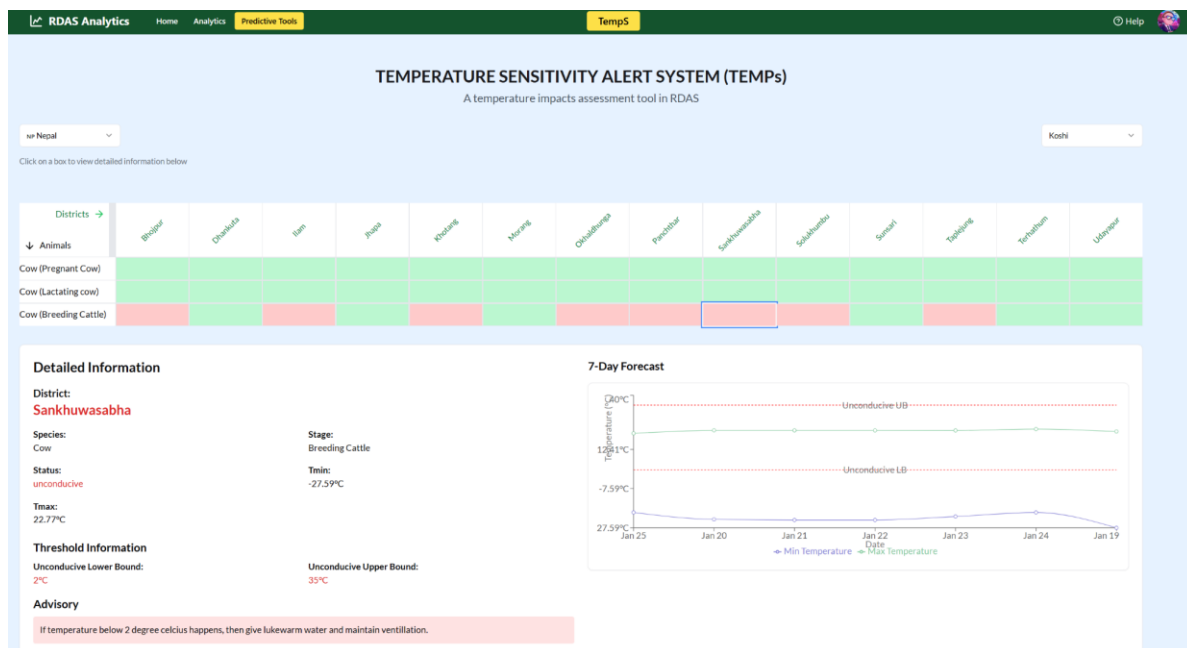 RDAS Analytics Home Analytics Predictive Tools TempS Help
TEMPERATURE SENSITIVITY ALERT SYSTEM (TEMPs)
A temperature impacts assessment tool in RDAS
NP Nepal Koshi
Click on a box to view detailed information below
Districts →
↓ Animals
Bhojpur Dhankuta Ilam Jhapa Khotang Morang Okhaldhunga Panchthar Sankhuwasabha Solukhumbu Sunsari Taplejung Terhathum Udayapur
Cow (Pregnant Cow)
Cow (Lactating cow)
Cow (Breeding Cattle)
Detailed Information
District:
Sankhuwasabha
Species: Stage:
Cow Breeding Cattle
Status: Tmin:
unconducive -27.59°C
Tmax:
22.77°C
Threshold Information
Unconducive Lower Bound: Unconducive Upper Bound:
2°C 35°C
Advisory
If temperature below 2 degree celcius happens, then give lukewarm water and maintain ventillation.
7-Day Forecast
Temperature (°C)
40°C
Unconducive UB
12.41°C
Unconducive LB
-7.59°C
27.59°C
Jan 25 Jan 20 Jan 21 Jan 22 Jan 23 Jan 24 Jan 19
Date
Min Temperature Max Temperature